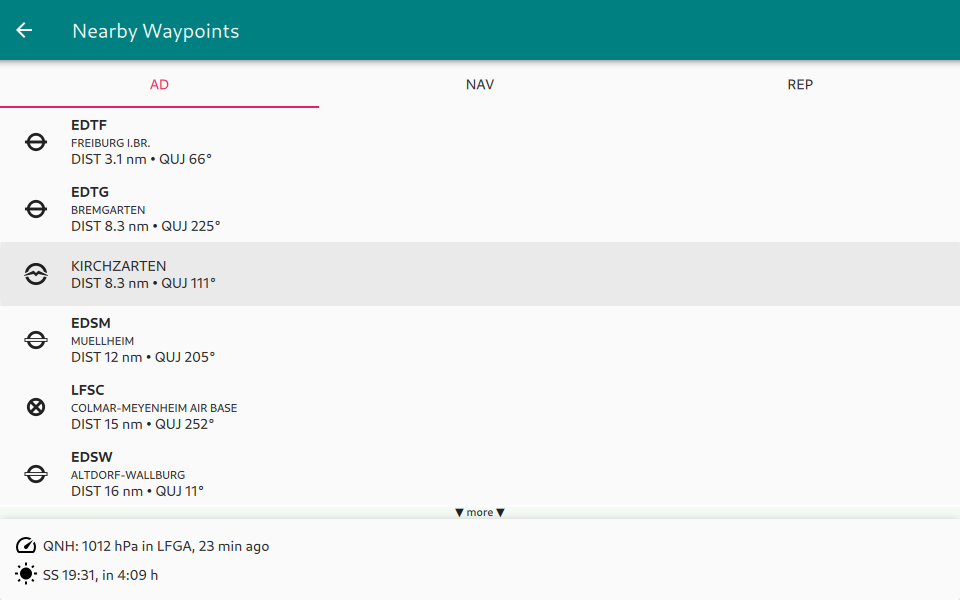 Nearby Waypoints
AD
NAV
REP
EDTF
FREIBURG I.BR.
DIST 3.1 nm • QUJ 66°
EDTG
BREMGARTEN
DIST 8.3 nm • QUJ 225°
KIRCHZARTEN
DIST 8.3 nm • QUJ 111°
EDSM
MUELLHEIM
DIST 12 nm • QUJ 205°
LFSC
COLMAR-MEYENHEIM AIR BASE
DIST 15 nm • QUJ 252°
EDSW
ALTDORF-WALLBURG
DIST 16 nm • QUJ 11°
▼ more ▼
QNH: 1012 hPa in LFGA, 23 min ago
SS 19:31, in 4:09 h